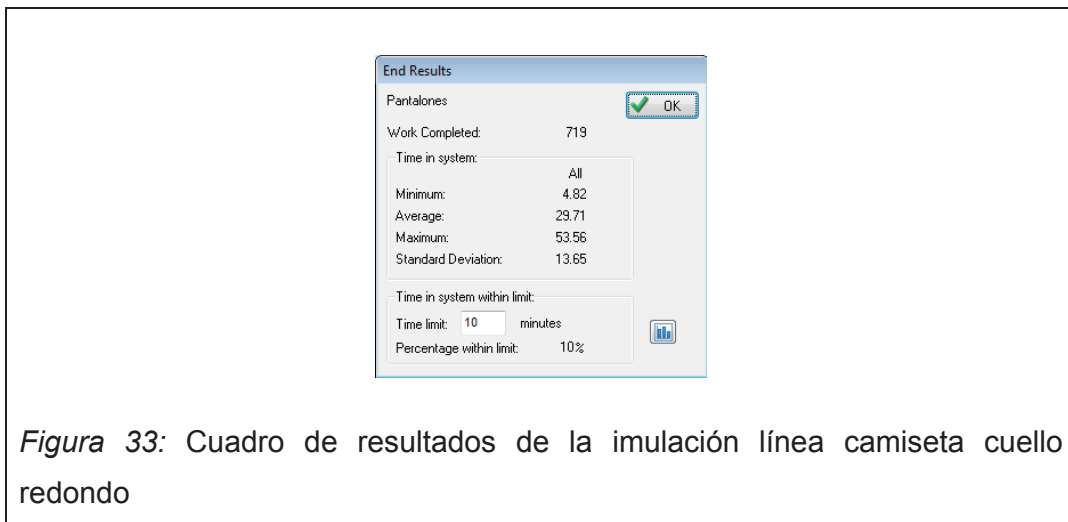 End Results
Pantalones
OK
Work Completed: 719
Time in system:
All
Minimum: 4.82
Average: 29.71
Maximum: 53.56
Standard Deviation: 13.65
Time in system within limit:
Time limit: 10 minutes
Percentage within limit: 10%
Figura 33: Cuadro de resultados de la imulación línea camiseta cuello
redondo